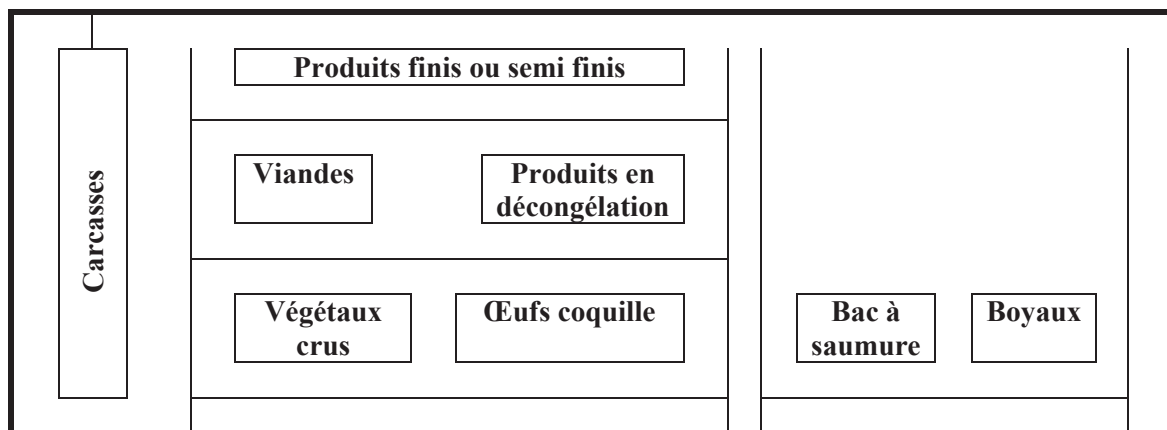 Produits finis ou semi finis
Carcasses
Viandes
Produits en
décongélation
Végétaux
crus
Œufs coquille
Bac à
saumure
Boyaux